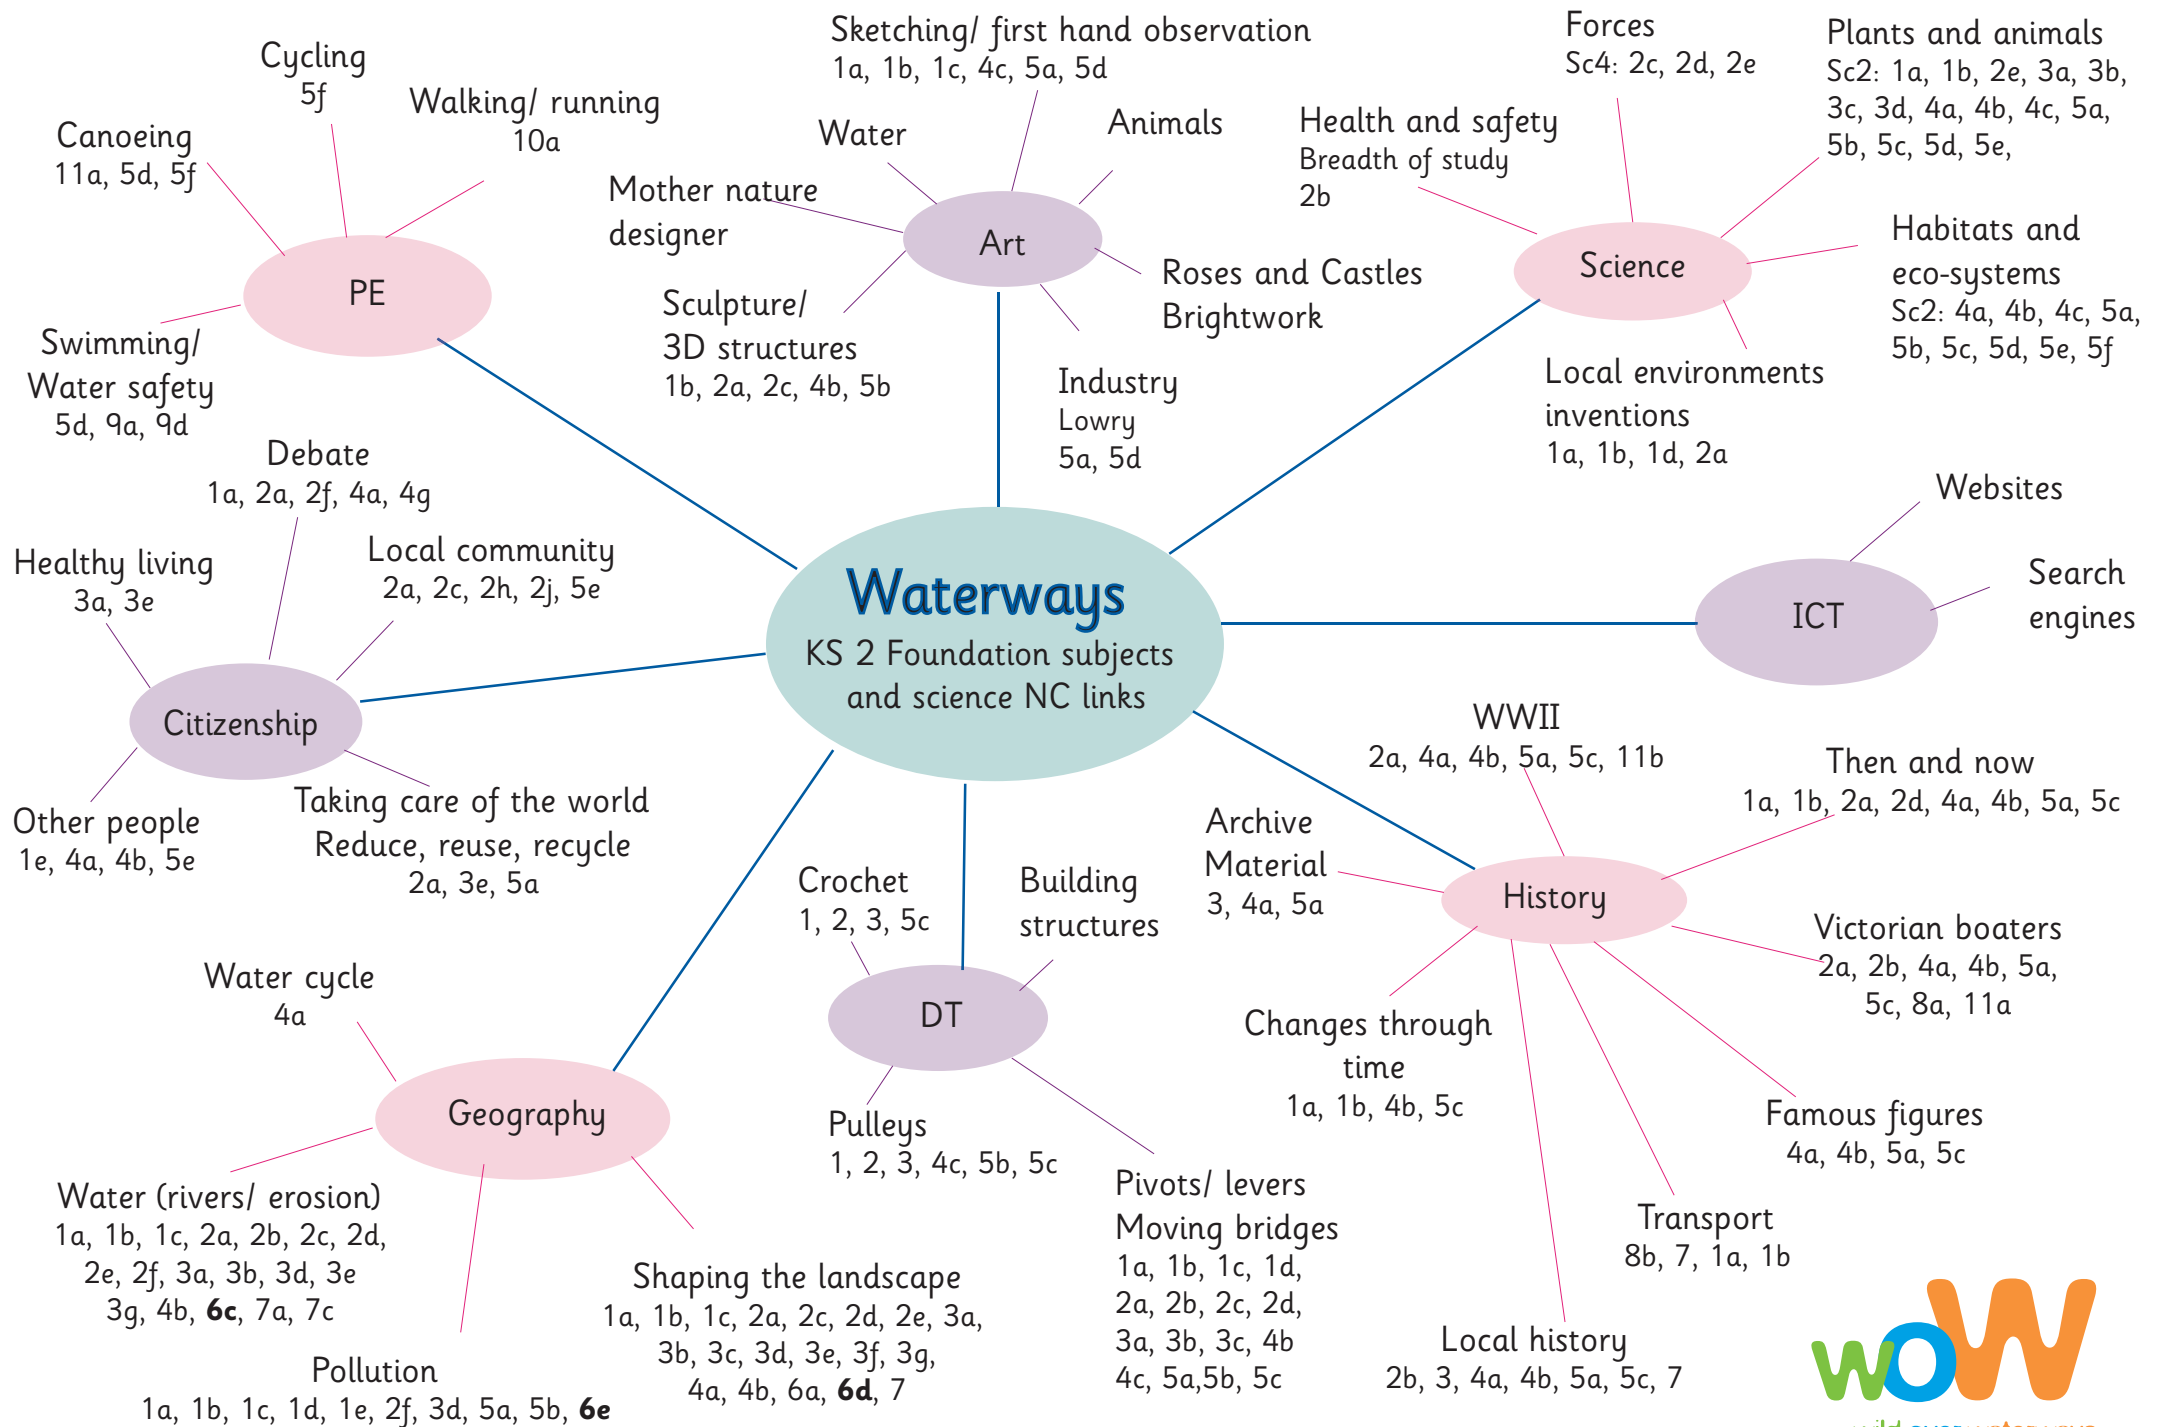 Cycling
5f
Canoeing
11a, 5d, 5f
Walking/ running
10a
PE
Swimming/
Water safety
5d, 9a, 9d
Sketching/ first hand observation
1a, 1b, 1c, 4c, 5a, 5d
Water
Animals
Mother nature
designer
Art
Sculpture/
3D structures
1b, 2a, 2c, 4b, 5b
Roses and Castles
Brightwork
Industry
Lowry
5a, 5d
Forces
Sc4: 2c, 2d, 2e
Plants and animals
Sc2: 1a, 1b, 2e, 3a, 3b,
3c, 3d, 4a, 4b, 4c, 5a,
5b, 5c, 5d, 5e,
Health and safety
Breadth of study
2b
Science
Habitats and
eco-systems
Sc2: 4a, 4b, 4c, 5a,
5b, 5c, 5d, 5e, 5f
Local environments
inventions
1a, 1b, 1d, 2a
Debate
1a, 2a, 2f, 4a, 4g
Healthy living
3a, 3e
Local community
2a, 2c, 2h, 2j, 5e
Citizenship
Other people
1e, 4a, 4b, 5e
Taking care of the world
Reduce, reuse, recycle
2a, 3e, 5a
Waterways
KS 2 Foundation subjects
and science NC links
Websites
Search
engines
ICT
WWII
2a, 4a, 4b, 5a, 5c, 11b
Then and now
1a, 1b, 2a, 2d, 4a, 4b, 5a, 5c
Archive
Material
3, 4a, 5a
History
Victorian boaters
2a, 2b, 4a, 4b, 5a,
5c, 8a, 11a
Changes through
time
1a, 1b, 4b, 5c
Famous figures
4a, 4b, 5a, 5c
Transport
8b, 7, 1a, 1b
Local history
2b, 3, 4a, 4b, 5a, 5c, 7
Crochet
1, 2, 3, 5c
Building
structures
DT
Pulleys
1, 2, 3, 4c, 5b, 5c
Pivots/ levers
Moving bridges
1a, 1b, 1c, 1d,
2a, 2b, 2c, 2d,
3a, 3b, 3c, 4b
4c, 5a,5b, 5c
Water cycle
4a
Geography
Water (rivers/ erosion)
1a, 1b, 1c, 2a, 2b, 2c, 2d,
2e, 2f, 3a, 3b, 3d, 3e
3g, 4b, 6c, 7a, 7c
Pollution
1a, 1b, 1c, 1d, 1e, 2f, 3d, 5a, 5b, 6e
Shaping the landscape
1a, 1b, 1c, 2a, 2c, 2d, 2e, 3a,
3b, 3c, 3d, 3e, 3f, 3g,
4a, 4b, 6a, 6d, 7
woW